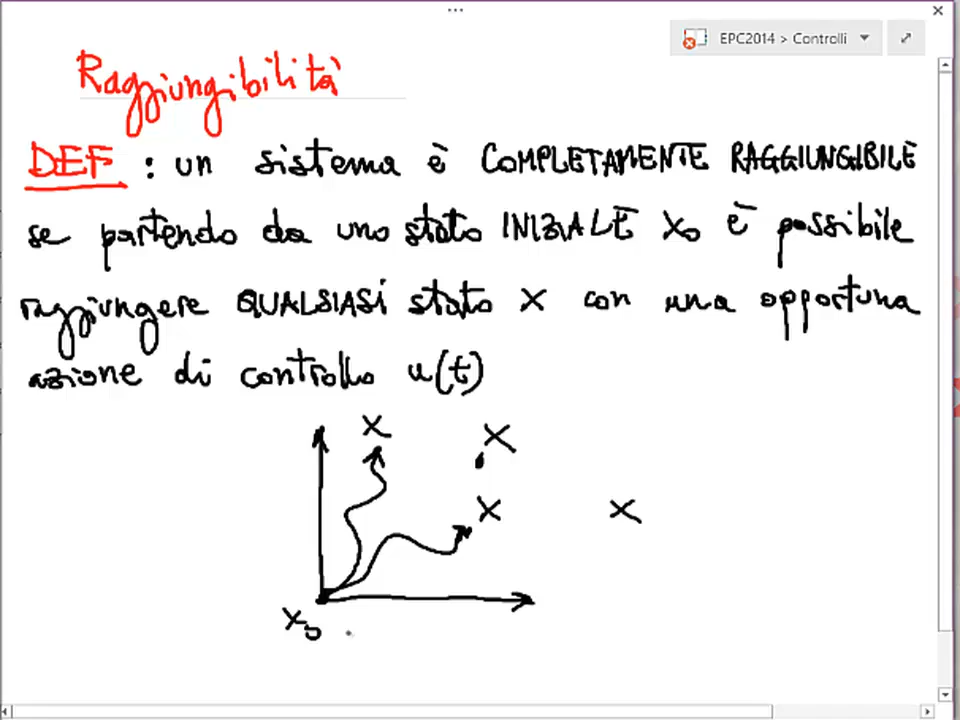 EPC2014 > Controlli
Raggiungibilità
DEF : un sistema è COMPLETAMENTE RAGGIUNGIBILE
se partendo da uno stato INIZIALE X0 è possibile
raggiungere QUALSIASI stato X con una opportuna
azione di controllo u(t)
X X
X X
X0